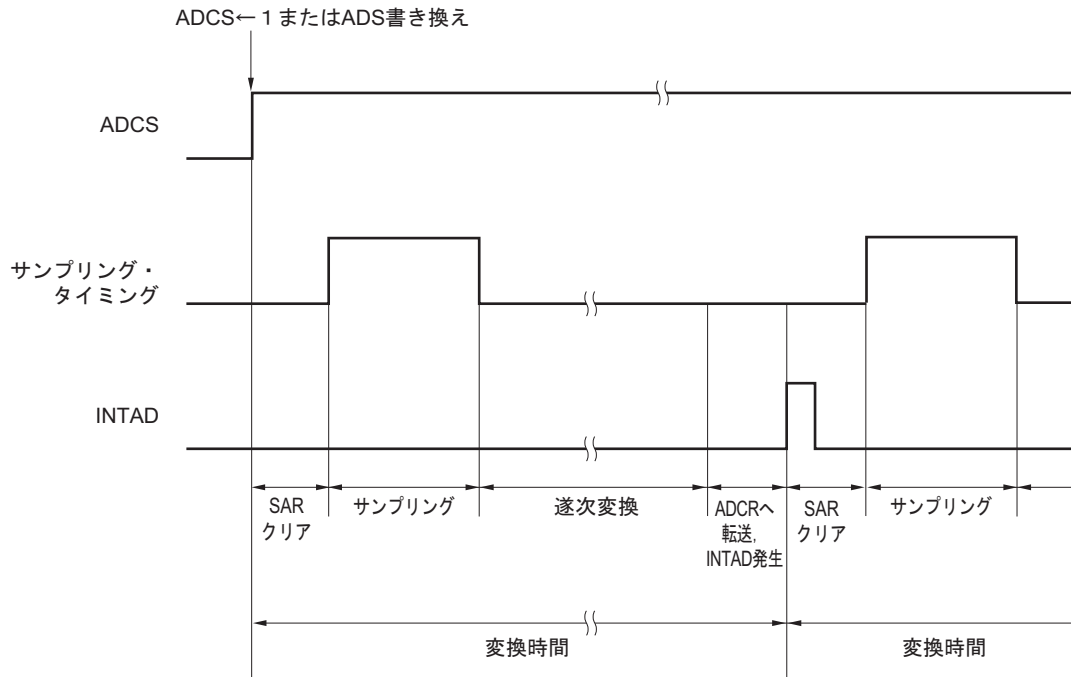 ADCS←1またはADS書き換え
ADCS
サンプリング・
タイミング
INTAD
SAR
クリア
サンプリング
逐次変換
ADCRへ
転送,
INTAD発生
SAR
クリア
サンプリング
変換時間
変換時間